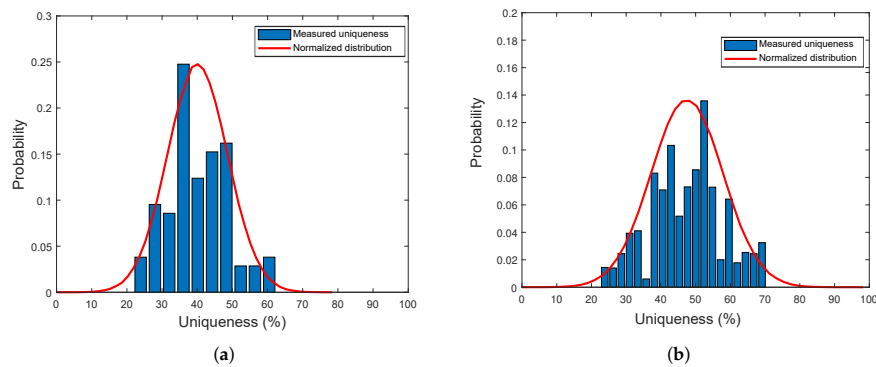 0.3
0.25
0.2
0.15
0.1
0.05
0
Probability
Measured uniqueness
Normalized distribution
0 10 20 30 40 50 60 70 80 90 100
Uniqueness (%)
(a)
0.2
0.18
0.16
0.14
0.12
0.1
0.08
0.06
0.04
0.02
0
Probability
Measured uniqueness
Normalized distribution
0 10 20 30 40 50 60 70 80 90 100
Uniqueness (%)
(b)